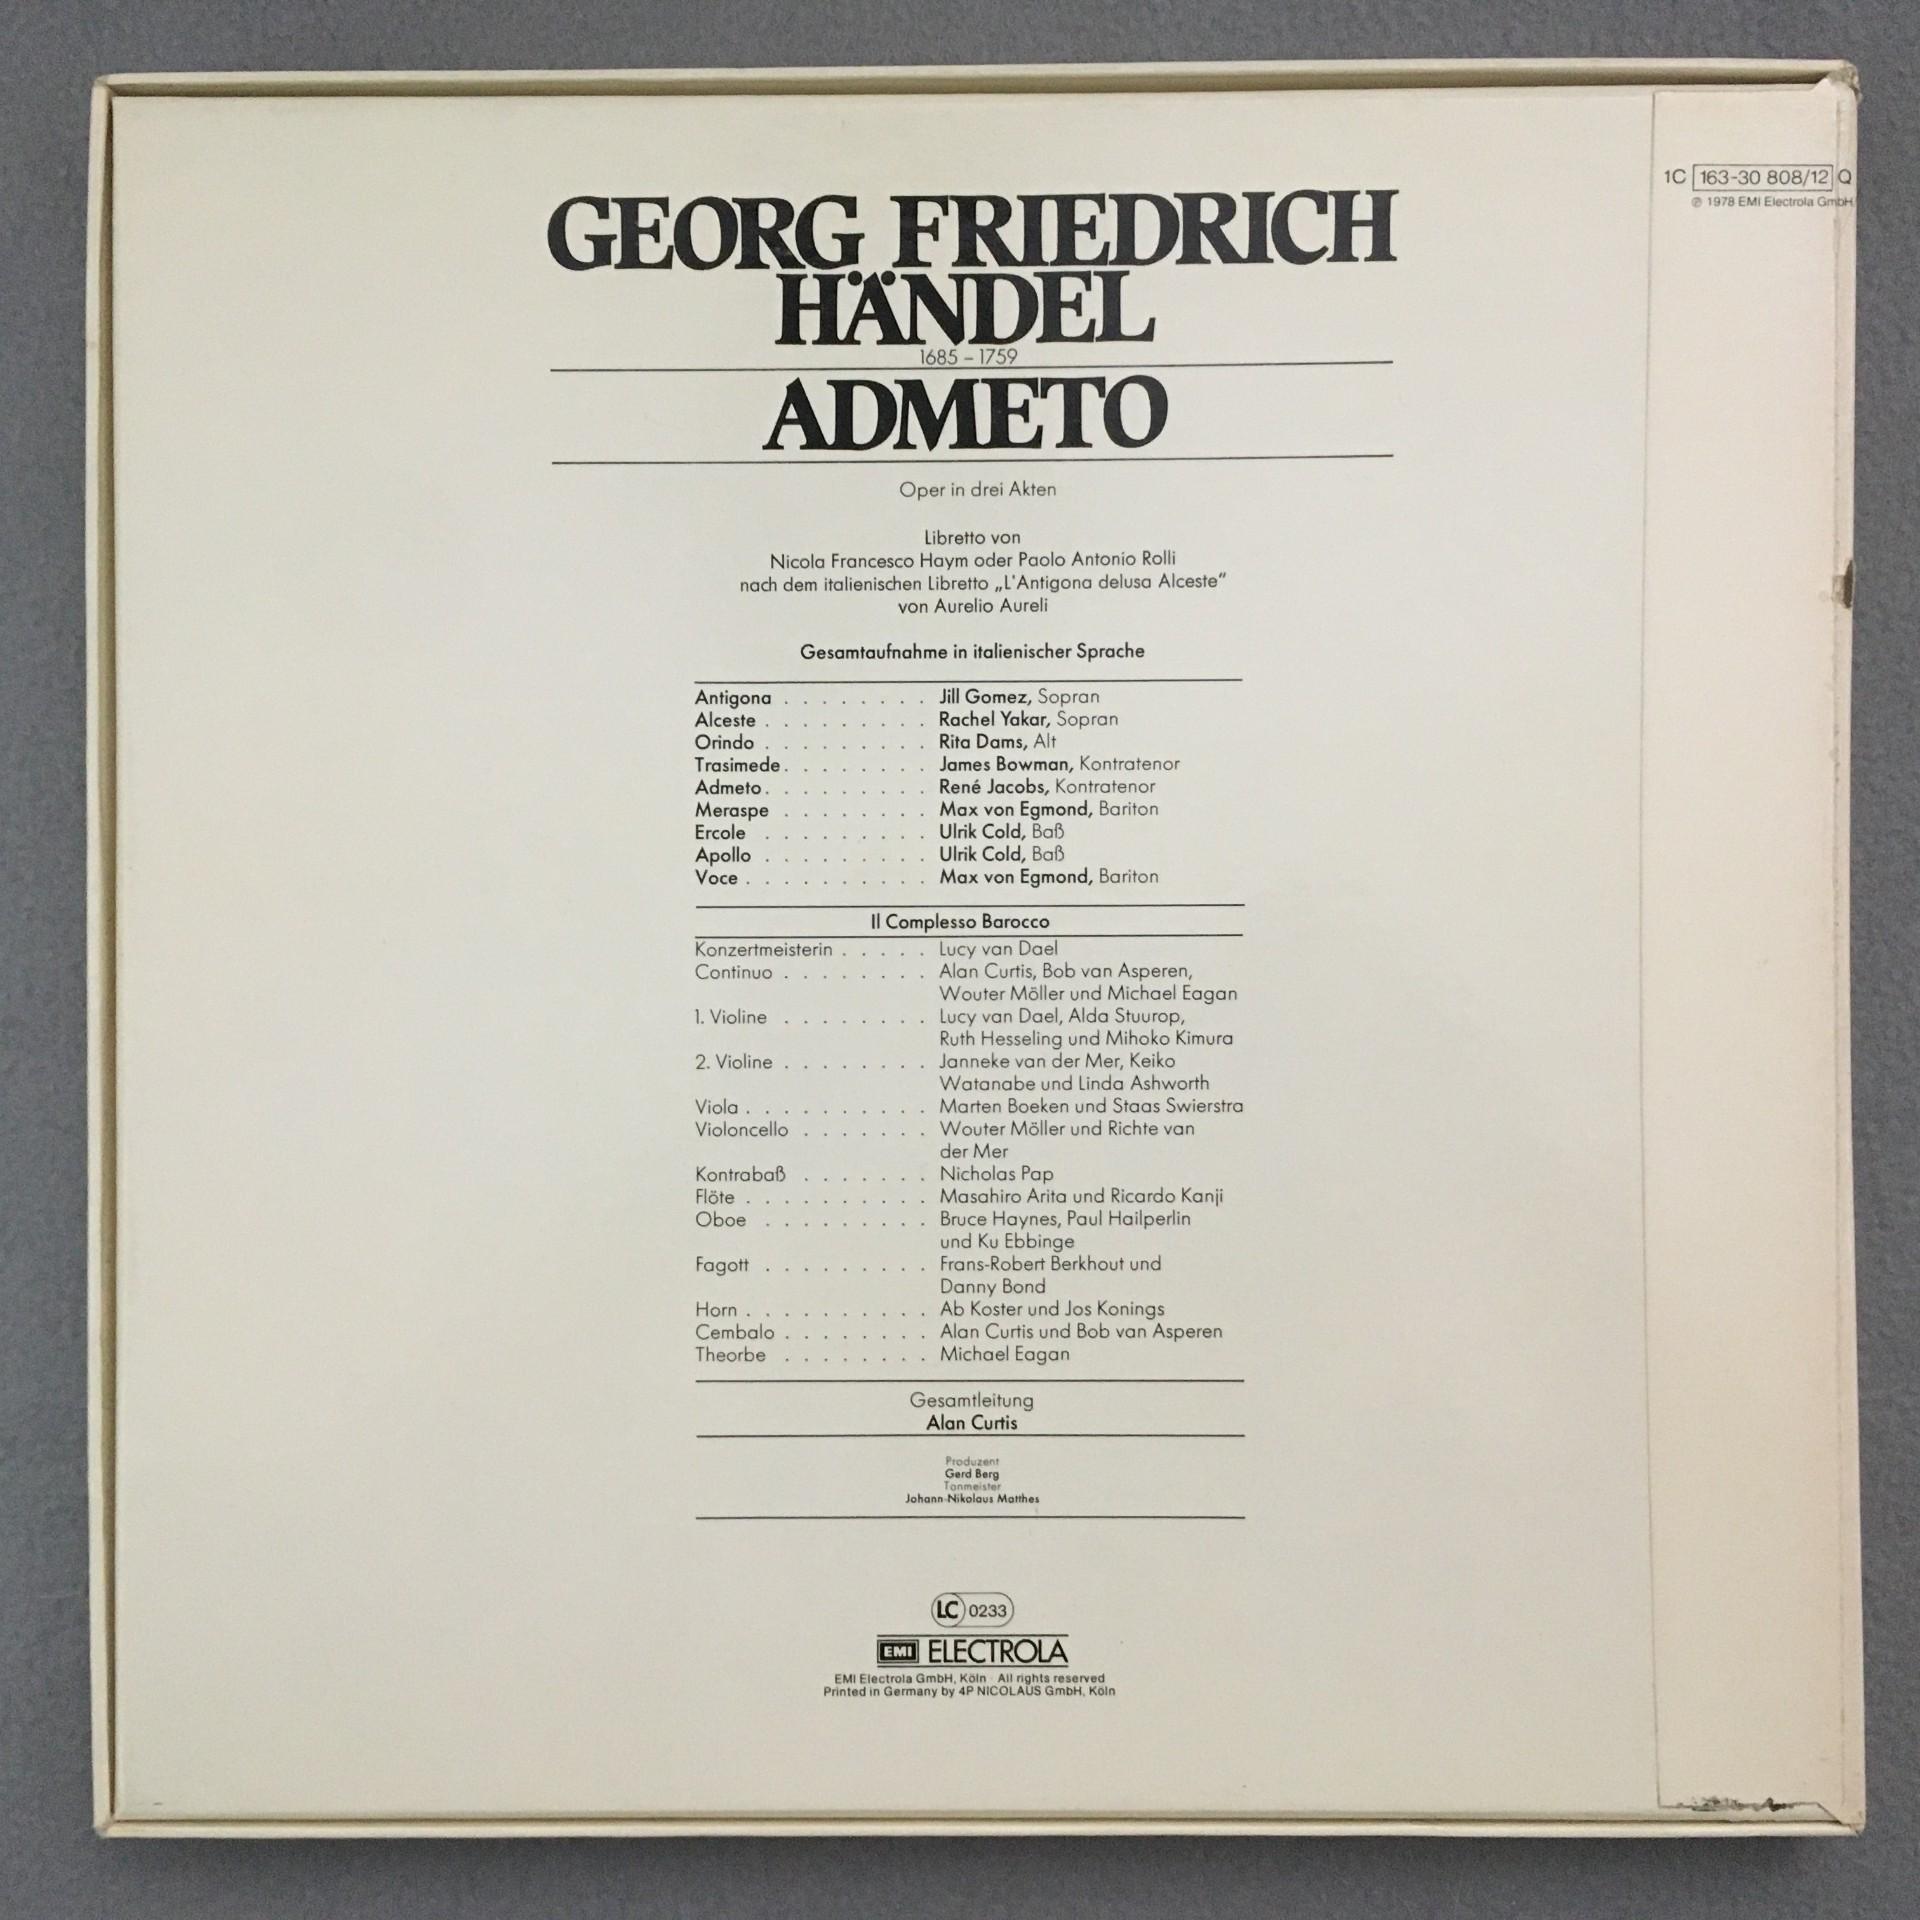 1C 163-30 808/12 Q
℗ 1978 EMI Electrola GmbH
GEORG FRIEDRICH
HÄNDEL
1685 – 1759
ADMETO
Oper in drei Akten
Libretto von
Nicola Francesco Haym oder Paolo Antonio Rolli
nach dem italienischen Libretto „L'Antigona delusa Alceste“
von Aurelio Aureli
Gesamtaufnahme in italienischer Sprache
Antigona . . . . . . . . Jill Gomez, Sopran
Alceste . . . . . . . . . Rachel Yakar, Sopran
Orindo . . . . . . . . . Rita Dams, Alt
Trasimede . . . . . . . . James Bowman, Kontratenor
Admeto . . . . . . . . . René Jacobs, Kontratenor
Meraspe . . . . . . . . Max von Egmond, Bariton
Ercole . . . . . . . . . Ulrik Cold, Baß
Apollo . . . . . . . . . Ulrik Cold, Baß
Voce . . . . . . . . . . Max von Egmond, Bariton
Il Complesso Barocco
Konzertmeisterin . . . . . Lucy van Dael
Continuo . . . . . . . . Alan Curtis, Bob van Asperen,
Wouter Möller und Michael Eagan
1. Violine . . . . . . . . Lucy van Dael, Alda Stuurop,
Ruth Hesseling und Mihoko Kimura
2. Violine . . . . . . . . Janneke van der Mer, Keiko
Watanabe und Linda Ashworth
Viola . . . . . . . . . . Marten Boeken und Staas Swierstra
Violoncello . . . . . . . Wouter Möller und Richte van
der Mer
Kontrabaß . . . . . . . Nicholas Pap
Flöte . . . . . . . . . . Masahiro Arita und Ricardo Kanji
Oboe . . . . . . . . . Bruce Haynes, Paul Hailperlin
und Ku Ebbinge
Fagott . . . . . . . . . Frans-Robert Berkhout und
Danny Bond
Horn . . . . . . . . . . Ab Koster und Jos Konings
Cembalo . . . . . . . . Alan Curtis und Bob van Asperen
Theorbe . . . . . . . . Michael Eagan
Gesamtleitung
Alan Curtis
Produzent
Gerd Berg
Tonmeister
Johann-Nikolaus Matthes
LC 0233
EMI ELECTROLA
EMI Electrola GmbH, Köln · All rights reserved
Printed in Germany by 4P NICOLAUS GmbH, Köln